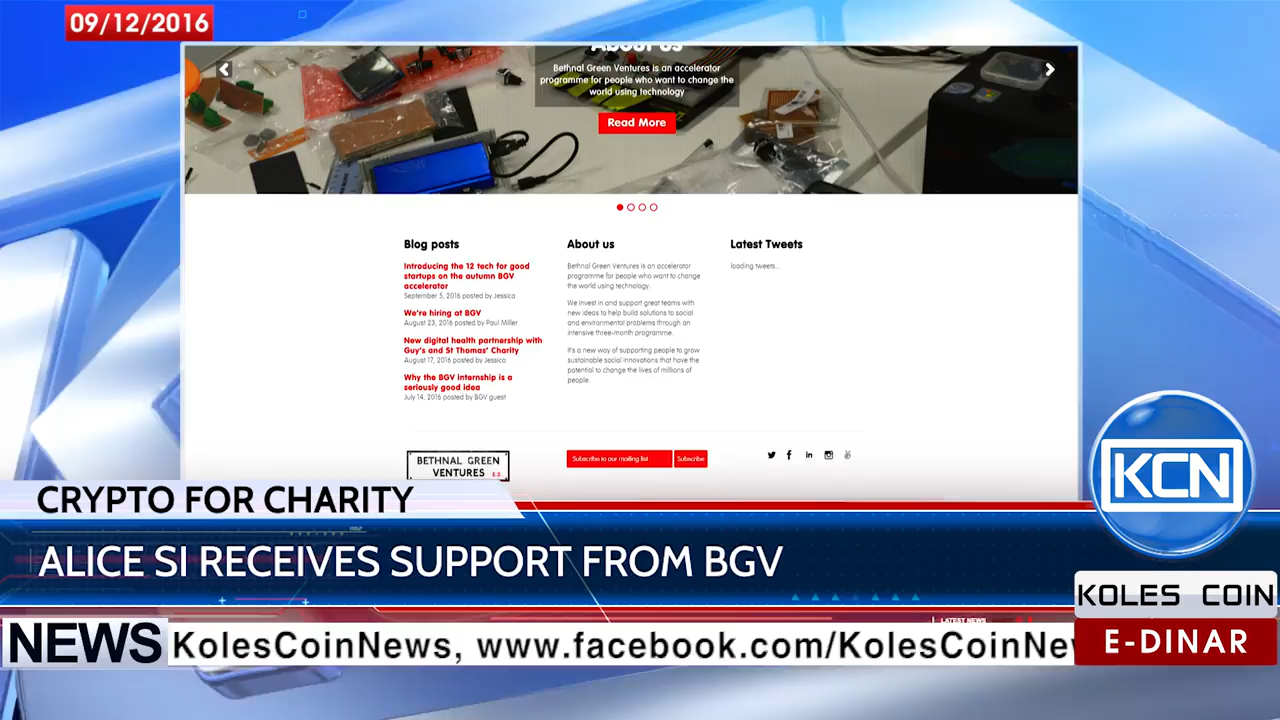 09/12/2016
About us
Bethnal Green Ventures is an accelerator
programme for people who want to change the
world using technology
Read More
Blog posts
Introducing the 12 tech for good
startups on the autumn BGV
accelerator
September 5, 2016 posted by Jessica
We're hiring at BGV
August 23, 2016 posted by Paul Miller
New digital health partnership with
Guy's and St Thomas' Charity
August 17, 2016 posted by Jessica
Why the BGV internship is a
seriously good idea
July 14, 2016 posted by BGV guest
About us
Bethnal Green Ventures is an accelerator
programme for people who want to change
the world using technology.
We invest in and support great teams with
new ideas to help build solutions to social
and environmental problems through an
intensive three-month programme.
It's a new way of supporting people to grow
sustainable social innovations that have the
potential to change the lives of millions of
people.
Latest Tweets
loading tweets...
BETHNAL GREEN
VENTURES
Subscribe to our mailing list
Subscribe
KCN
CRYPTO FOR CHARITY
ALICE SI RECEIVES SUPPORT FROM BGV
KOLES COIN
LATEST NEWS
E-DINAR
NEWS
KolesCoinNews, www.facebook.com/KolesCoinNe